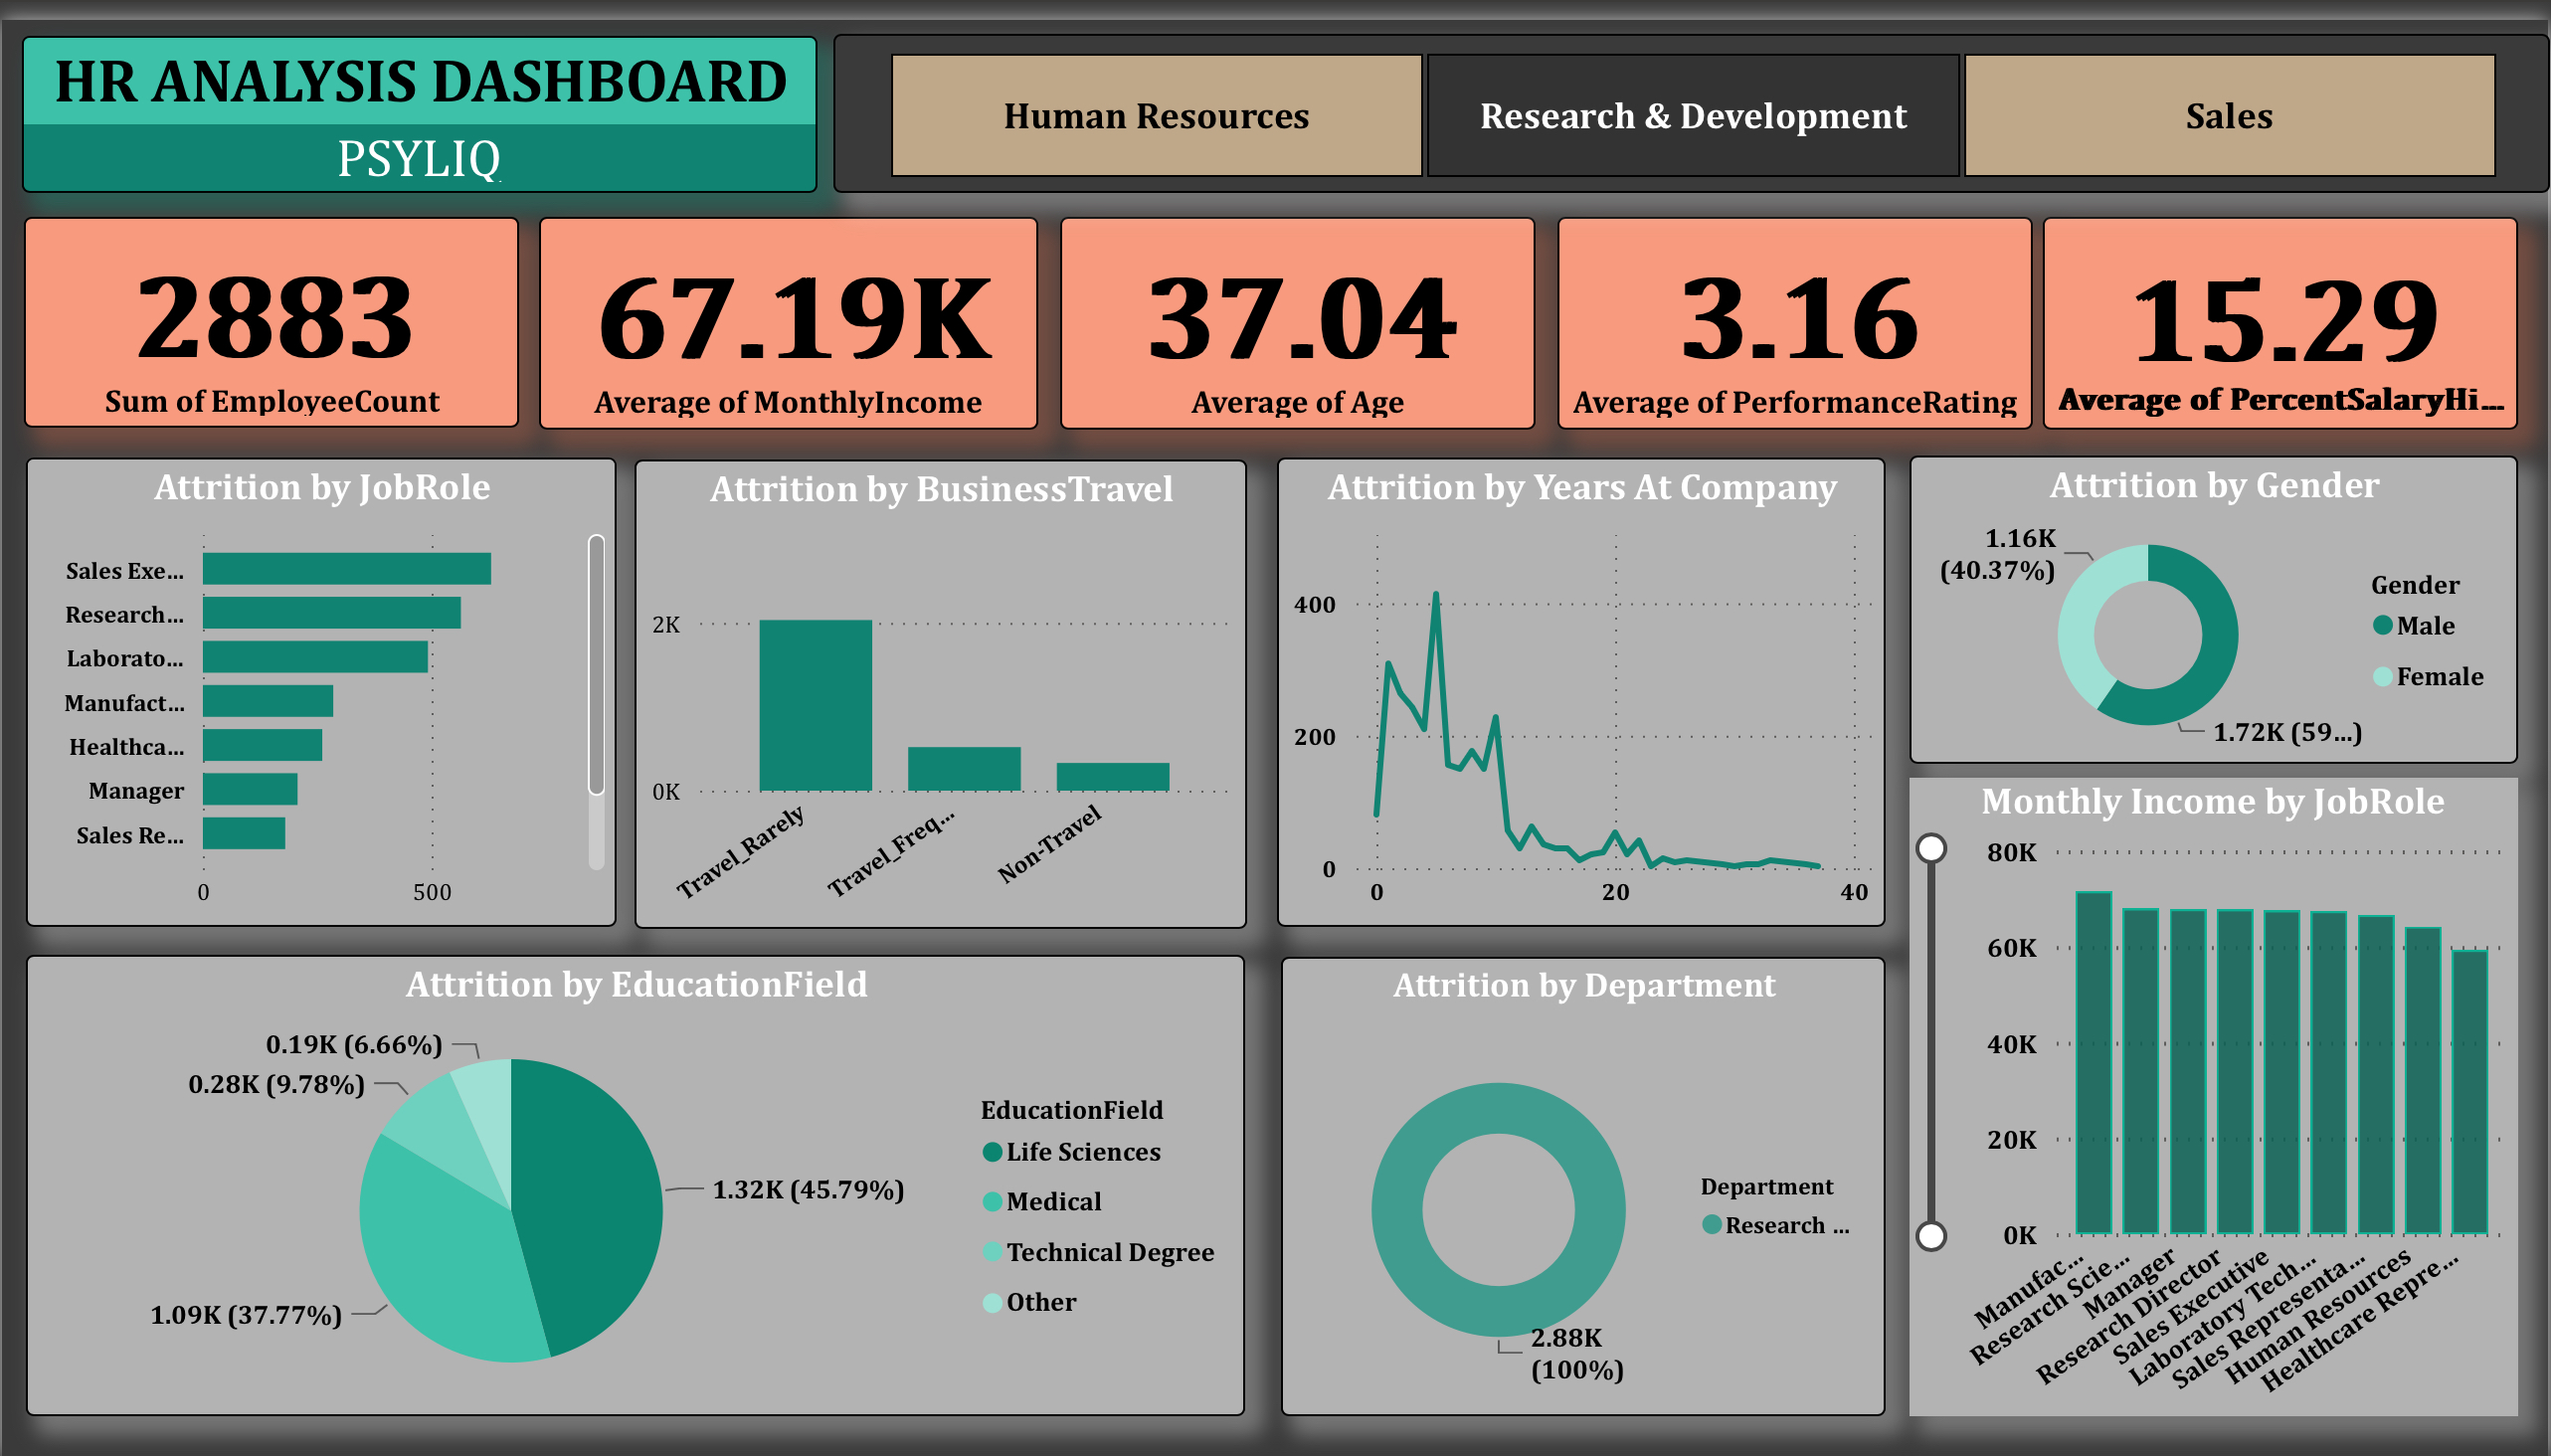 HR ANALYSIS DASHBOARD
PSYLIQ
Human Resources
Research & Development
Sales
2883
Sum of EmployeeCount
67.19K
Average of MonthlyIncome
37.04
Average of Age
3.16
Average of PerformanceRating
15.29
Average of PercentSalaryHi...
Attrition by JobRole
Sales Exe...
Research...
Laborato...
Manufact...
Healthca...
Manager
Sales Re...
0
500
Attrition by BusinessTravel
2K
0K
Travel_Rarely
Travel_Freq...
Non-Travel
Attrition by Years At Company
400
200
0
0
20
40
Attrition by Gender
1.16K
(40.37%)
1.72K (59...)
Gender
Male
Female
Attrition by EducationField
0.19K (6.66%)
0.28K (9.78%)
1.32K (45.79%)
1.09K (37.77%)
EducationField
Life Sciences
Medical
Technical Degree
Other
Attrition by Department
2.88K
(100%)
Department
Research ...
Monthly Income by JobRole
80K
60K
40K
20K
0K
Manufac...
Research Scie...
Manager
Research Director
Sales Executive
Laboratory Tech...
Sales Representa...
Human Resources
Healthcare Repre...